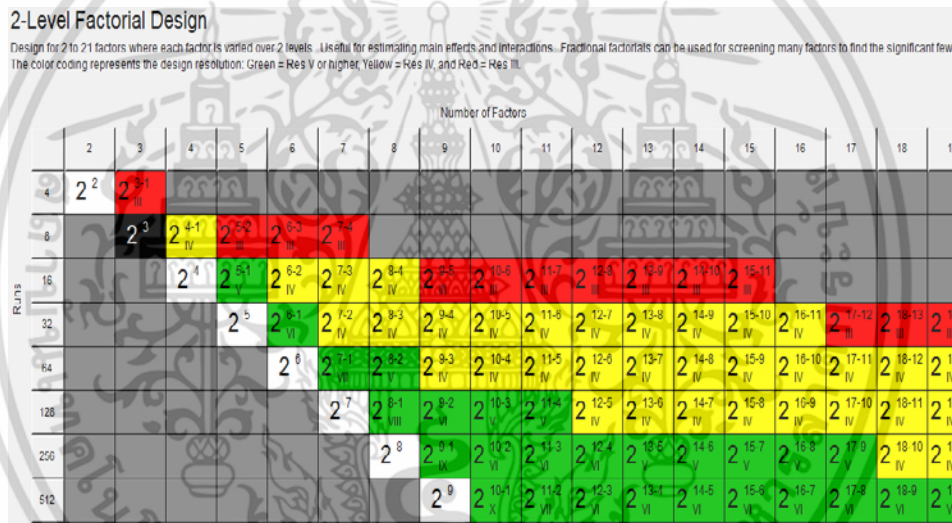 2-Level Factorial Design
Design for 2 to 21 factors where each factor is varied over 2 levels. Useful for estimating main effects and interactions. Fractional factorials can be used for screening many factors to find the significant few
The color coding represents the design resolution: Green = Res V or higher, Yellow = Res IV, and Red = Res III.
Number of Factors
2 3 4 5 6 7 8 9 10 11 12 13 14 15 16 17 18
Runs
4 2^2 2^3-1 III
8 2^3 2^4-1 IV 2^5-2 III 2^6-3 III 2^7-4 III
16 2^4 2^5-1 V 2^6-2 IV 2^7-3 IV 2^8-4 IV 2^9-5 III 2^10-6 III 2^11-7 III 2^12-8 III 2^13-9 III 2^14-10 III 2^15-11 III
32 2^5 2^6-1 VI 2^7-2 IV 2^8-3 IV 2^9-4 IV 2^10-5 IV 2^11-6 IV 2^12-7 IV 2^13-8 IV 2^14-9 IV 2^15-10 IV 2^16-11 IV 2^17-12 III 2^18-13 III
64 2^6 2^7-1 VII 2^8-2 V 2^9-3 IV 2^10-4 IV 2^11-5 IV 2^12-6 IV 2^13-7 IV 2^14-8 IV 2^15-9 IV 2^16-10 IV 2^17-11 IV 2^18-12 IV
128 2^7 2^8-1 VIII 2^9-2 VI 2^10-3 V 2^11-4 V 2^12-5 IV 2^13-6 IV 2^14-7 IV 2^15-8 IV 2^16-9 IV 2^17-10 IV 2^18-11 IV
256 2^8 2^9-1 IX 2^10-2 VI 2^11-3 VI 2^12-4 VI 2^13-5 V 2^14-6 V 2^15-7 V 2^16-8 V 2^17-9 V 2^18-10 IV
512 2^9 2^10-1 X 2^11-2 VII 2^12-3 VI 2^13-4 VI 2^14-5 VI 2^15-6 VI 2^16-7 VI 2^17-8 VI 2^18-9 VI